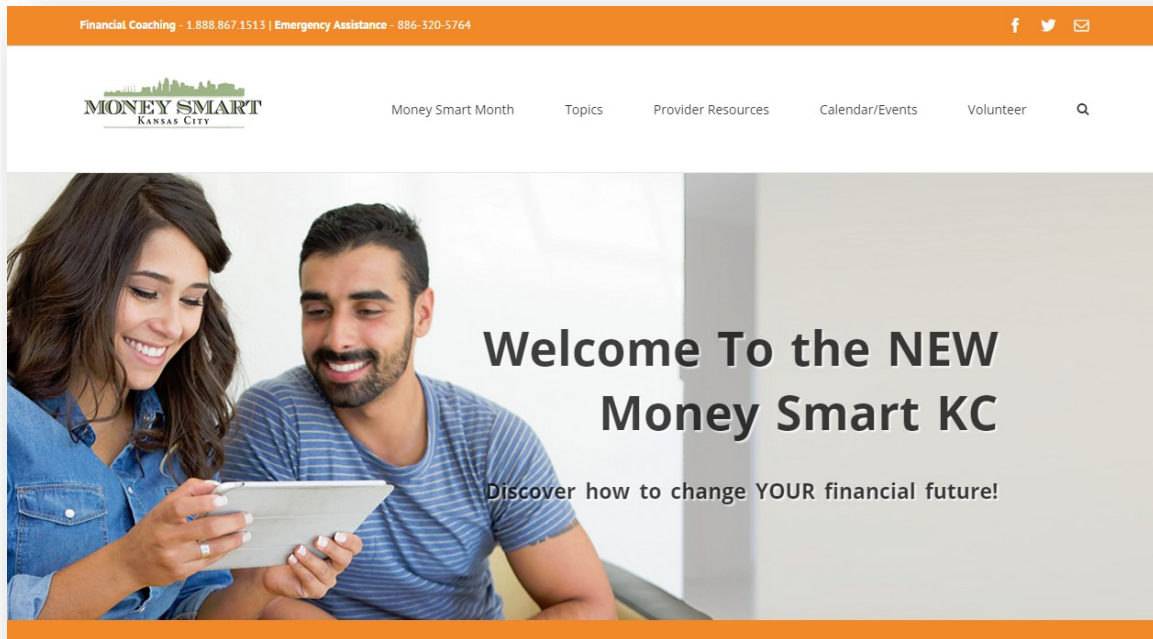 Financial Coaching - 1.888.867.1513 | Emergency Assistance - 886-320-5764
MONEY SMART
KANSAS CITY
Money Smart Month Topics Provider Resources Calendar/Events Volunteer
Welcome To the NEW
Money Smart KC
Discover how to change YOUR financial future!